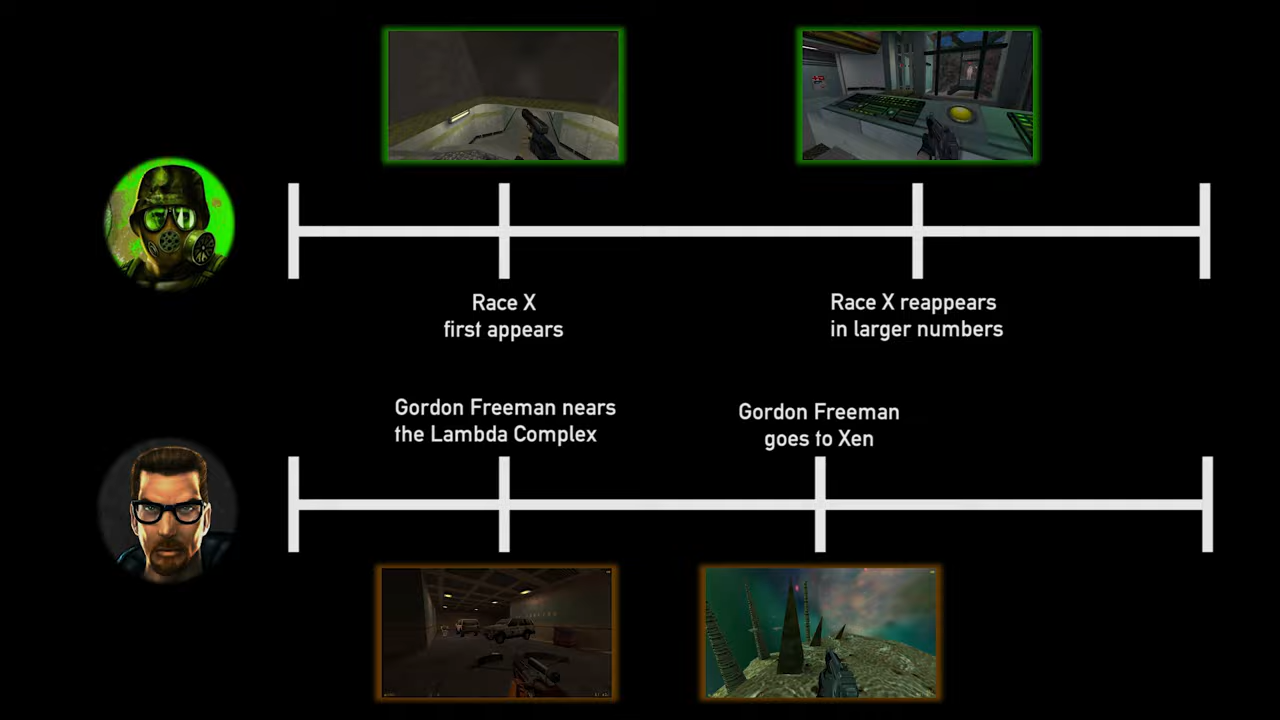 Race X
first appears
Race X reappears
in larger numbers
Gordon Freeman nears
the Lambda Complex
Gordon Freeman
goes to Xen